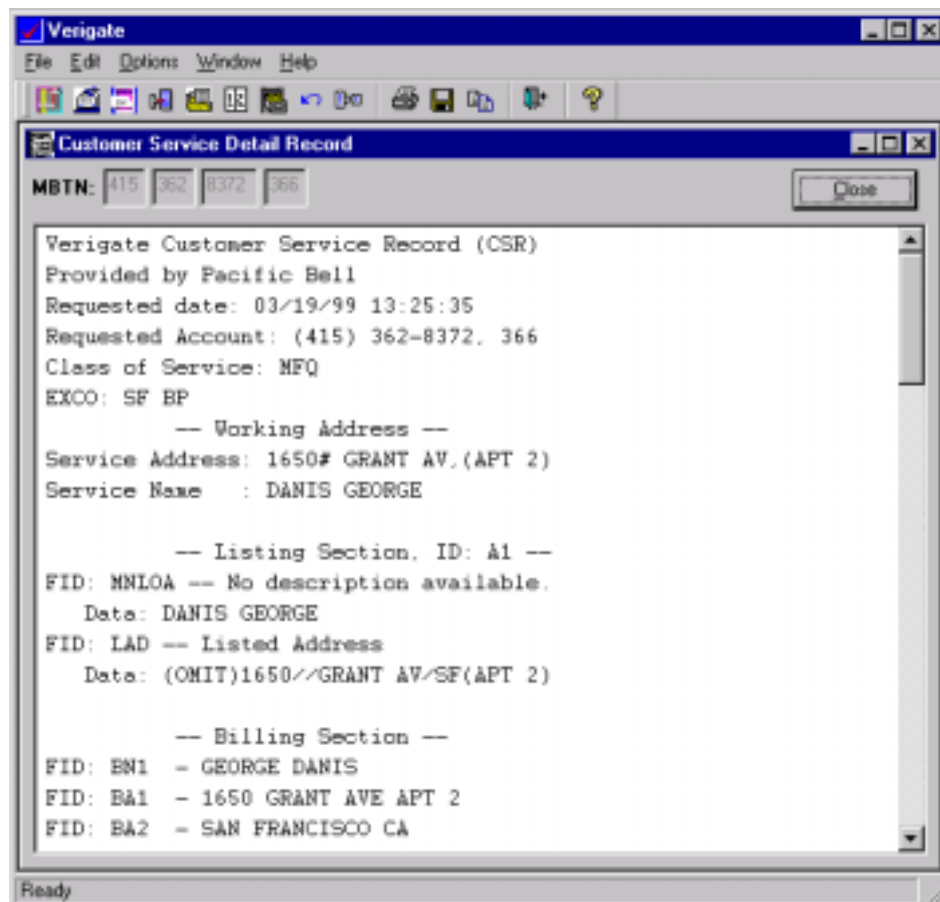 Verigate
File Edit Options Window Help
Customer Service Detail Record
MBTN: 415 362 8372 366
Close
Verigate Customer Service Record (CSR)
Provided by Pacific Bell
Requested date: 03/19/99 13:25:35
Requested Account: (415) 362-8372, 366
Class of Service: MFQ
EXCO: SF BP
-- Working Address --
Service Address: 1650# GRANT AV,(APT 2)
Service Name : DANIS GEORGE
-- Listing Section, ID: A1 --
FID: MNLOA -- No description available.
Data: DANIS GEORGE
FID: LAD -- Listed Address
Data: (OMIT)1650//GRANT AV/SF(APT 2)
-- Billing Section --
FID: BN1 - GEORGE DANIS
FID: BA1 - 1650 GRANT AVE APT 2
FID: BA2 - SAN FRANCISCO CA
Ready